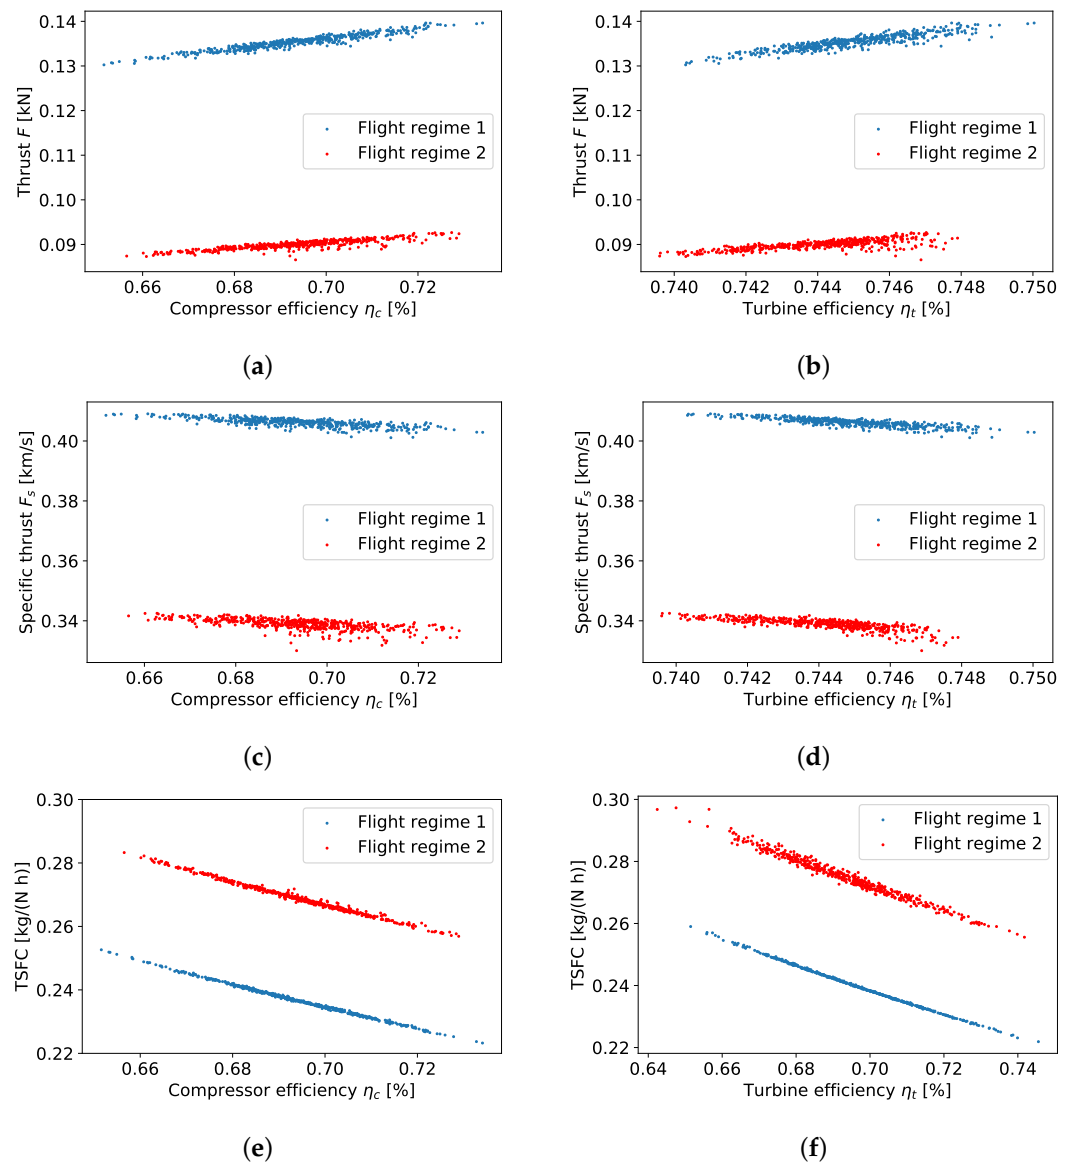 0.14
0.13
0.12
0.11
0.10
0.09
Thrust F [kN]
Flight regime 1
Flight regime 2
0.66 0.68 0.70 0.72
Compressor efficiency ηc [%]
(a)
0.14
0.13
0.12
0.11
0.10
0.09
Thrust F [kN]
Flight regime 1
Flight regime 2
0.740 0.742 0.744 0.746 0.748 0.750
Turbine efficiency ηt [%]
(b)
0.40
0.38
0.36
0.34
Specific thrust Fs [km/s]
Flight regime 1
Flight regime 2
0.66 0.68 0.70 0.72
Compressor efficiency ηc [%]
(c)
0.40
0.38
0.36
0.34
Specific thrust Fs [km/s]
Flight regime 1
Flight regime 2
0.740 0.742 0.744 0.746 0.748 0.750
Turbine efficiency ηt [%]
(d)
0.30
0.28
0.26
0.24
0.22
TSFC [kg/(N h)]
Flight regime 1
Flight regime 2
0.66 0.68 0.70 0.72
Compressor efficiency ηc [%]
(e)
0.30
0.28
0.26
0.24
0.22
TSFC [kg/(N h)]
Flight regime 1
Flight regime 2
0.64 0.66 0.68 0.70 0.72 0.74
Turbine efficiency ηt [%]
(f)